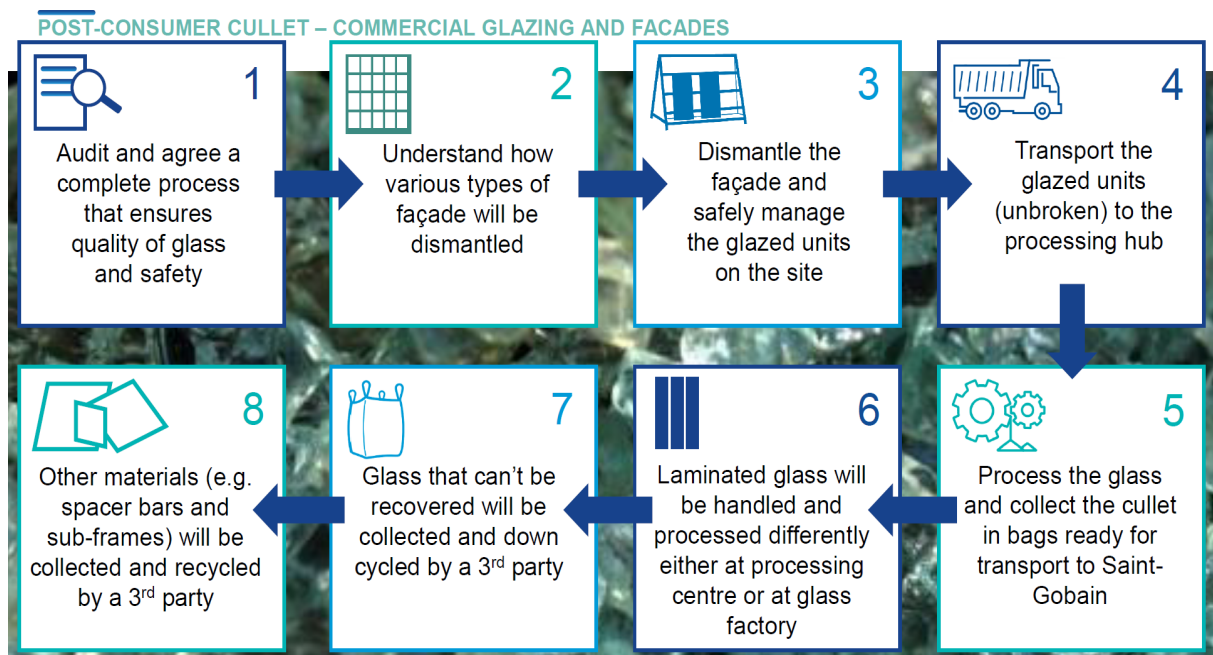 POST-CONSUMER CULLET – COMMERCIAL GLAZING AND FACADES
1
Audit and agree a
complete process
that ensures
quality of glass
and safety
2
Understand how
various types of
façade will be
dismantled
3
Dismantle the
façade and
safely manage
the glazed units
on the site
4
Transport the
glazed units
(unbroken) to the
processing hub
5
Process the glass
and collect the cullet
in bags ready for
transport to Saint-
Gobain
6
Laminated glass will
be handled and
processed differently
either at processing
centre or at glass
factory
7
Glass that can’t be
recovered will be
collected and down
cycled by a 3rd party
8
Other materials (e.g.
spacer bars and
sub-frames) will be
collected and recycled
by a 3rd party